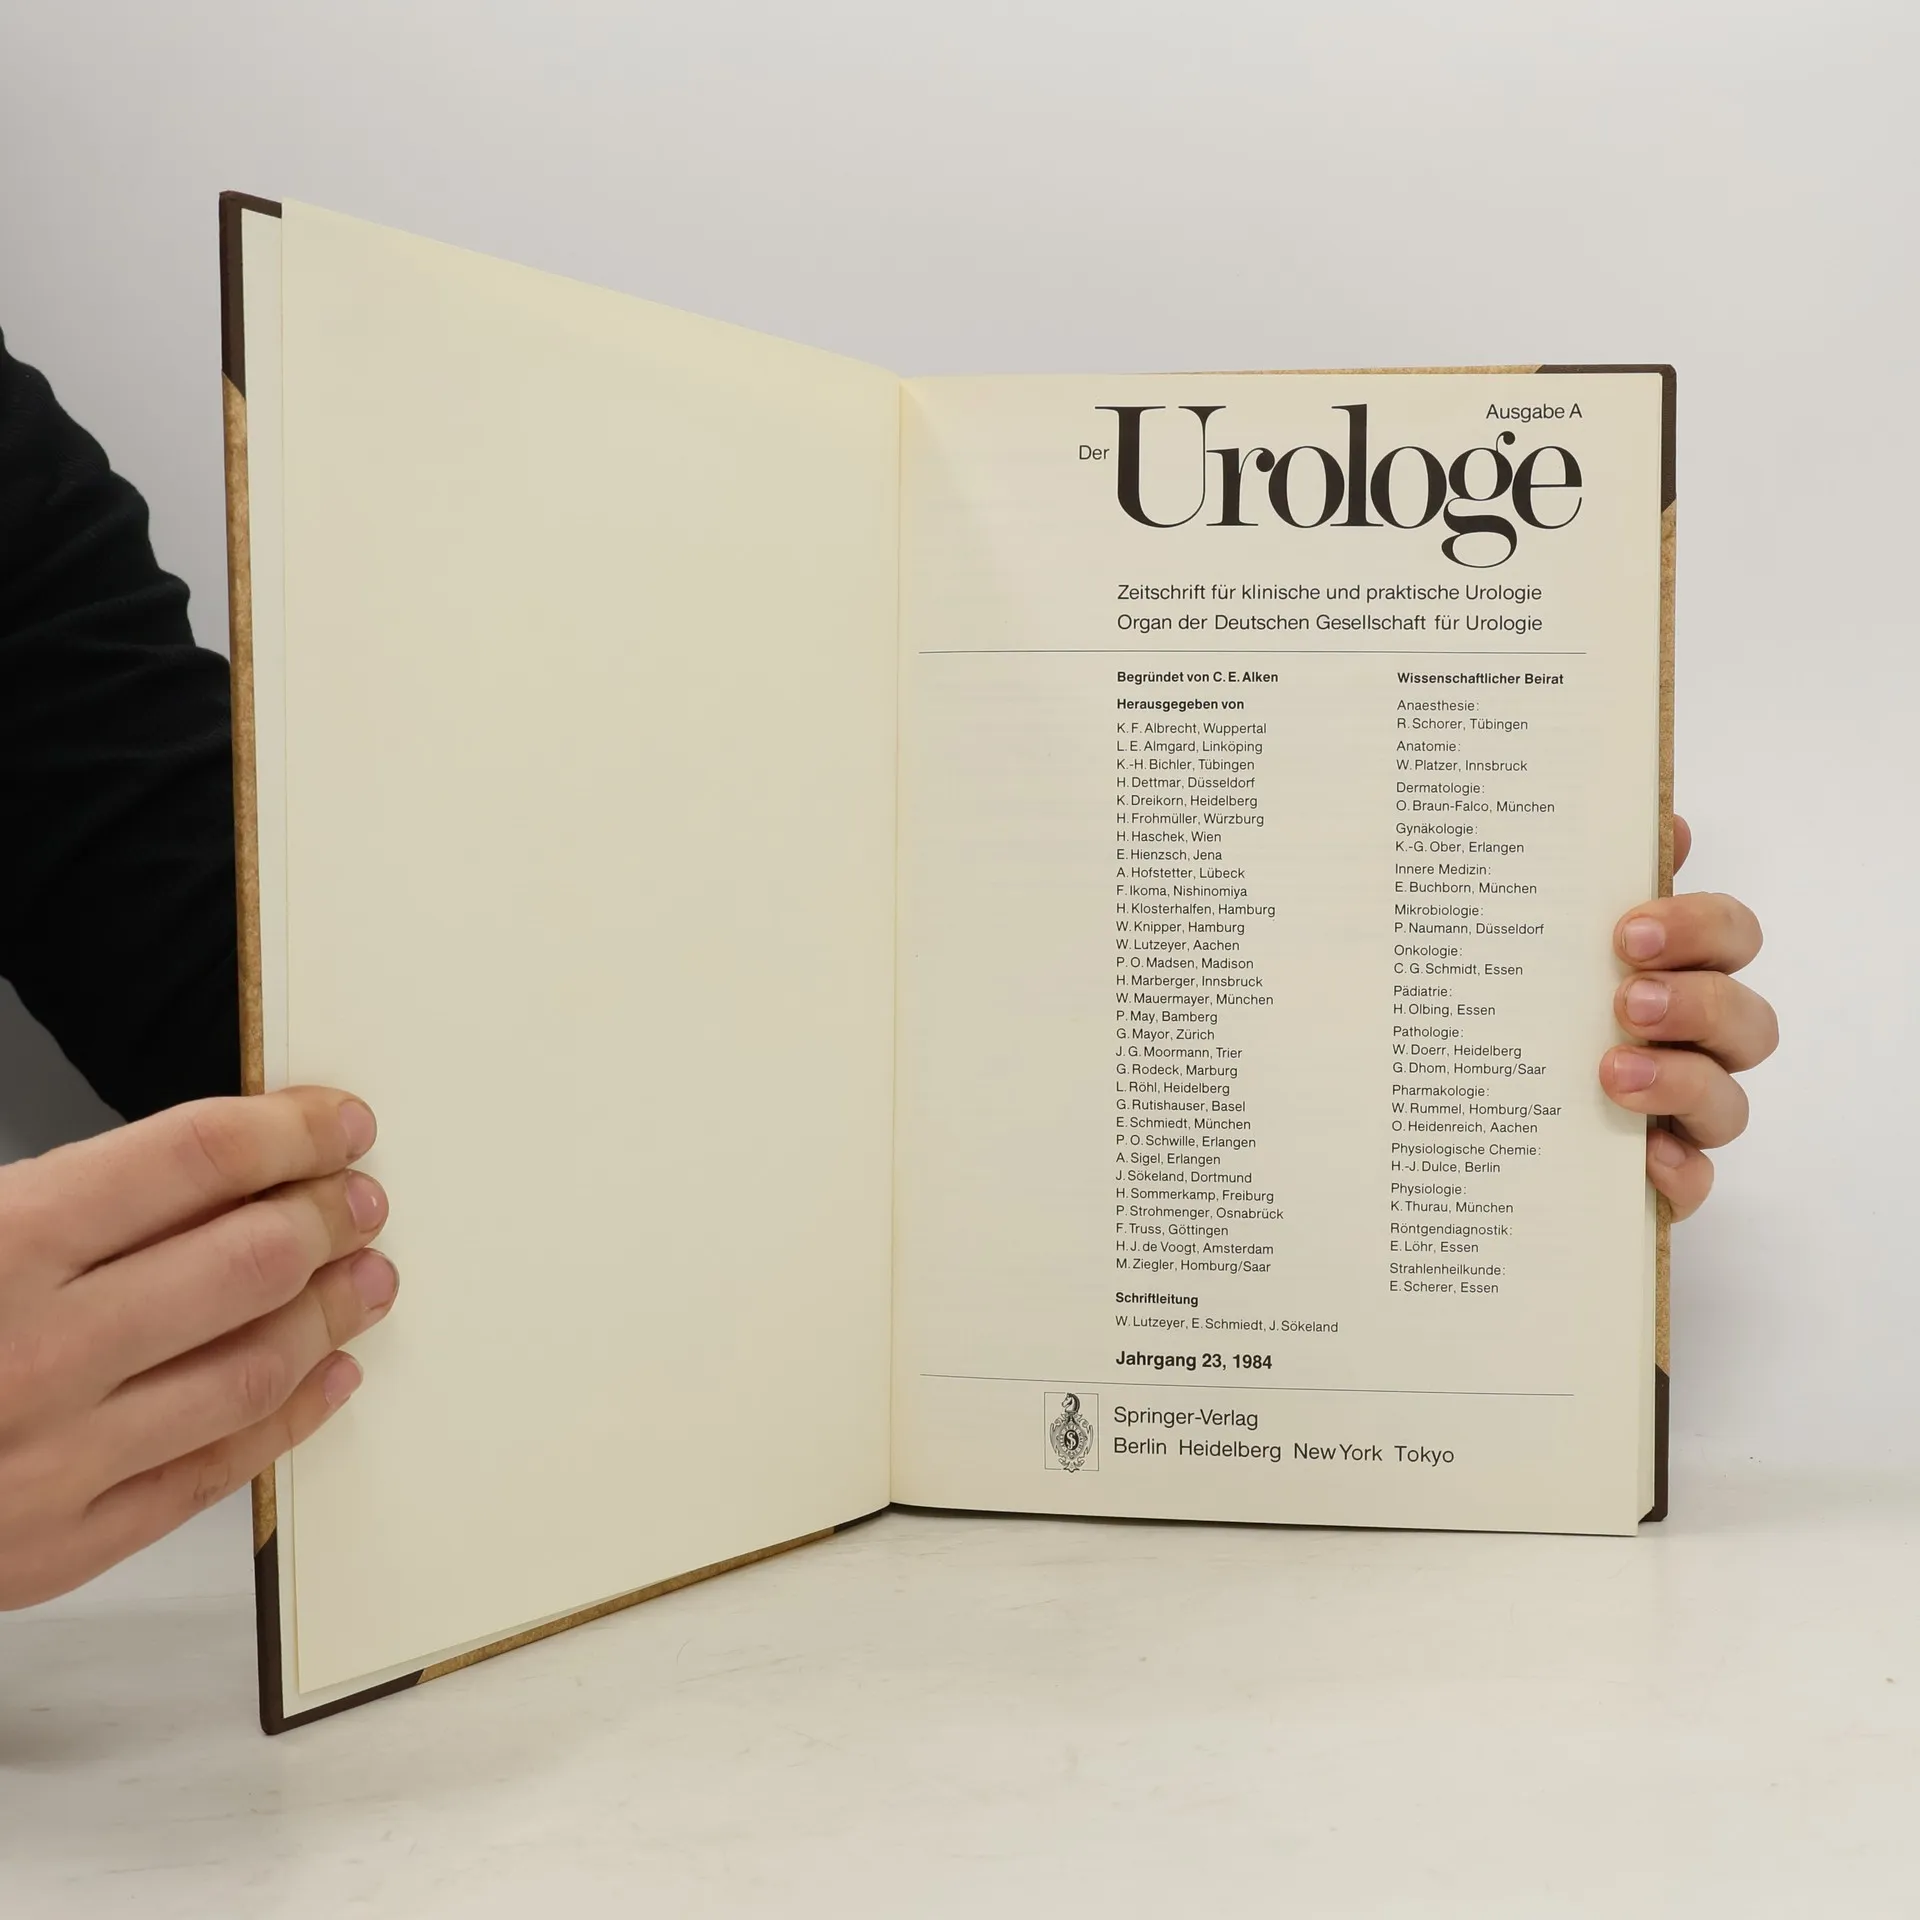 Ausgabe A
Der Urologe
Zeitschrift für klinische und praktische Urologie
Organ der Deutschen Gesellschaft für Urologie
Begründet von C. E. Alken
Herausgegeben von
K. F. Albrecht, Wuppertal
L. E. Almgard, Linköping
K.-H. Bichler, Tübingen
H. Dettmar, Düsseldorf
K. Dreikorn, Heidelberg
H. Frohmüller, Würzburg
H. Haschek, Wien
E. Hienzsch, Jena
A. Hofstetter, Lübeck
F. Ikoma, Nishinomiya
H. Klosterhalfen, Hamburg
W. Knipper, Hamburg
W. Lutzeyer, Aachen
P. O. Madsen, Madison
H. Marberger, Innsbruck
W. Mauermayer, München
P. May, Bamberg
G. Mayor, Zürich
J. G. Moormann, Trier
G. Rodeck, Marburg
L. Röhl, Heidelberg
G. Rutishauser, Basel
E. Schmiedt, München
P. O. Schwille, Erlangen
A. Sigel, Erlangen
J. Sökeland, Dortmund
H. Sommerkamp, Freiburg
P. Strohmenger, Osnabrück
F. Truss, Göttingen
H. J. de Voogt, Amsterdam
M. Ziegler, Homburg/Saar
Schriftleitung
W. Lutzeyer, E. Schmiedt, J. Sökeland
Jahrgang 23, 1984
Wissenschaftlicher Beirat
Anaesthesie:
R. Schorer, Tübingen
Anatomie:
W. Platzer, Innsbruck
Dermatologie:
O. Braun-Falco, München
Gynäkologie:
K.-G. Ober, Erlangen
Innere Medizin:
E. Buchborn, München
Mikrobiologie:
P. Naumann, Düsseldorf
Onkologie:
C. G. Schmidt, Essen
Pädiatrie:
H. Olbing, Essen
Pathologie:
W. Doerr, Heidelberg
G. Dhom, Homburg/Saar
Pharmakologie:
W. Rummel, Homburg/Saar
O. Heidenreich, Aachen
Physiologische Chemie:
H.-J. Dulce, Berlin
Physiologie:
K. Thurau, München
Röntgendiagnostik:
E. Löhr, Essen
Strahlenheilkunde:
E. Scherer, Essen
Springer-Verlag
Berlin Heidelberg New York Tokyo